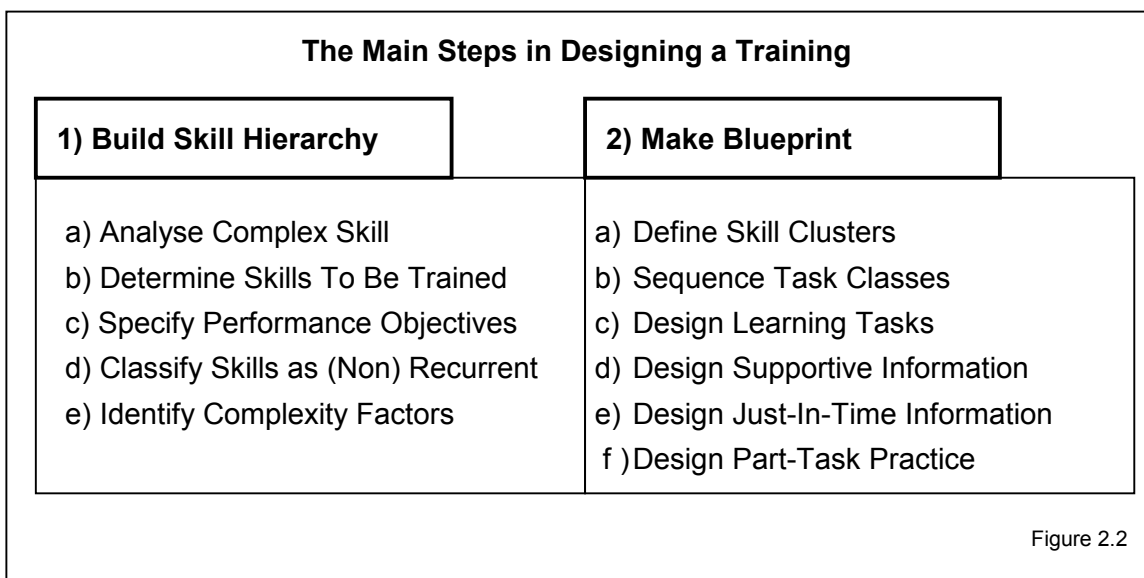 The Main Steps in Designing a Training
1) Build Skill Hierarchy
a) Analyse Complex Skill
b) Determine Skills To Be Trained
c) Specify Performance Objectives
d) Classify Skills as (Non) Recurrent
e) Identify Complexity Factors
2) Make Blueprint
a) Define Skill Clusters
b) Sequence Task Classes
c) Design Learning Tasks
d) Design Supportive Information
e) Design Just-In-Time Information
f )Design Part-Task Practice
Figure 2.2